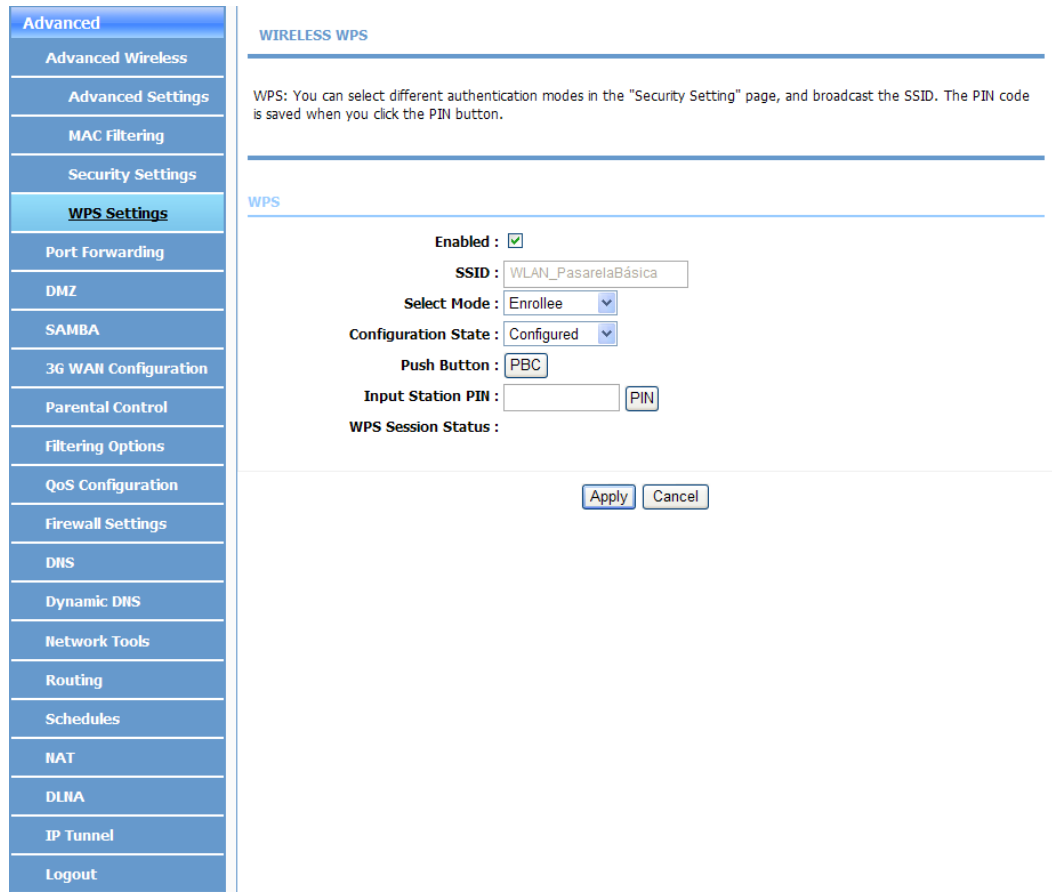 Advanced
Advanced Wireless
Advanced Settings
MAC Filtering
Security Settings
WPS Settings
Port Forwarding
DMZ
SAMBA
3G WAN Configuration
Parental Control
Filtering Options
QoS Configuration
Firewall Settings
DNS
Dynamic DNS
Network Tools
Routing
Schedules
NAT
DLNA
IP Tunnel
Logout
WIRELESS WPS
WPS: You can select different authentication modes in the "Security Setting" page, and broadcast the SSID. The PIN code
is saved when you click the PIN button.
WPS
Enabled :
SSID : WLAN_PasarelaBásica
Select Mode : Enrollee
Configuration State : Configured
Push Button : PBC
Input Station PIN : PIN
WPS Session Status :
Apply Cancel